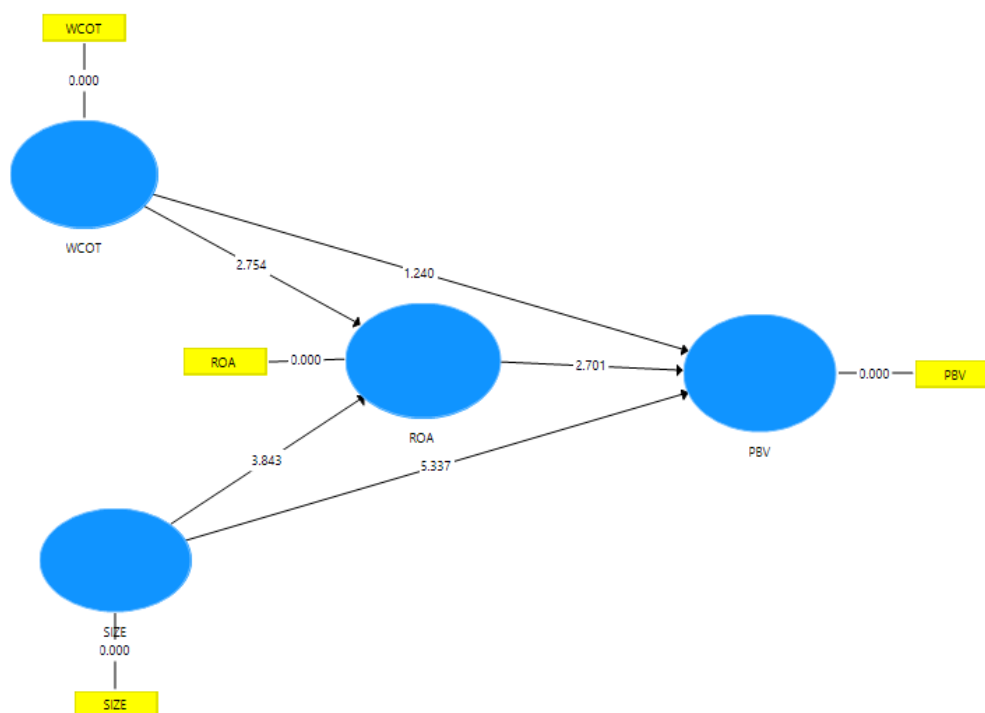 WCOT
0.000
WCOT
2.754
1.240
ROA
0.000
2.701
0.000
PBV
ROA
PBV
3.843
5.337
SIZE
0.000
SIZE